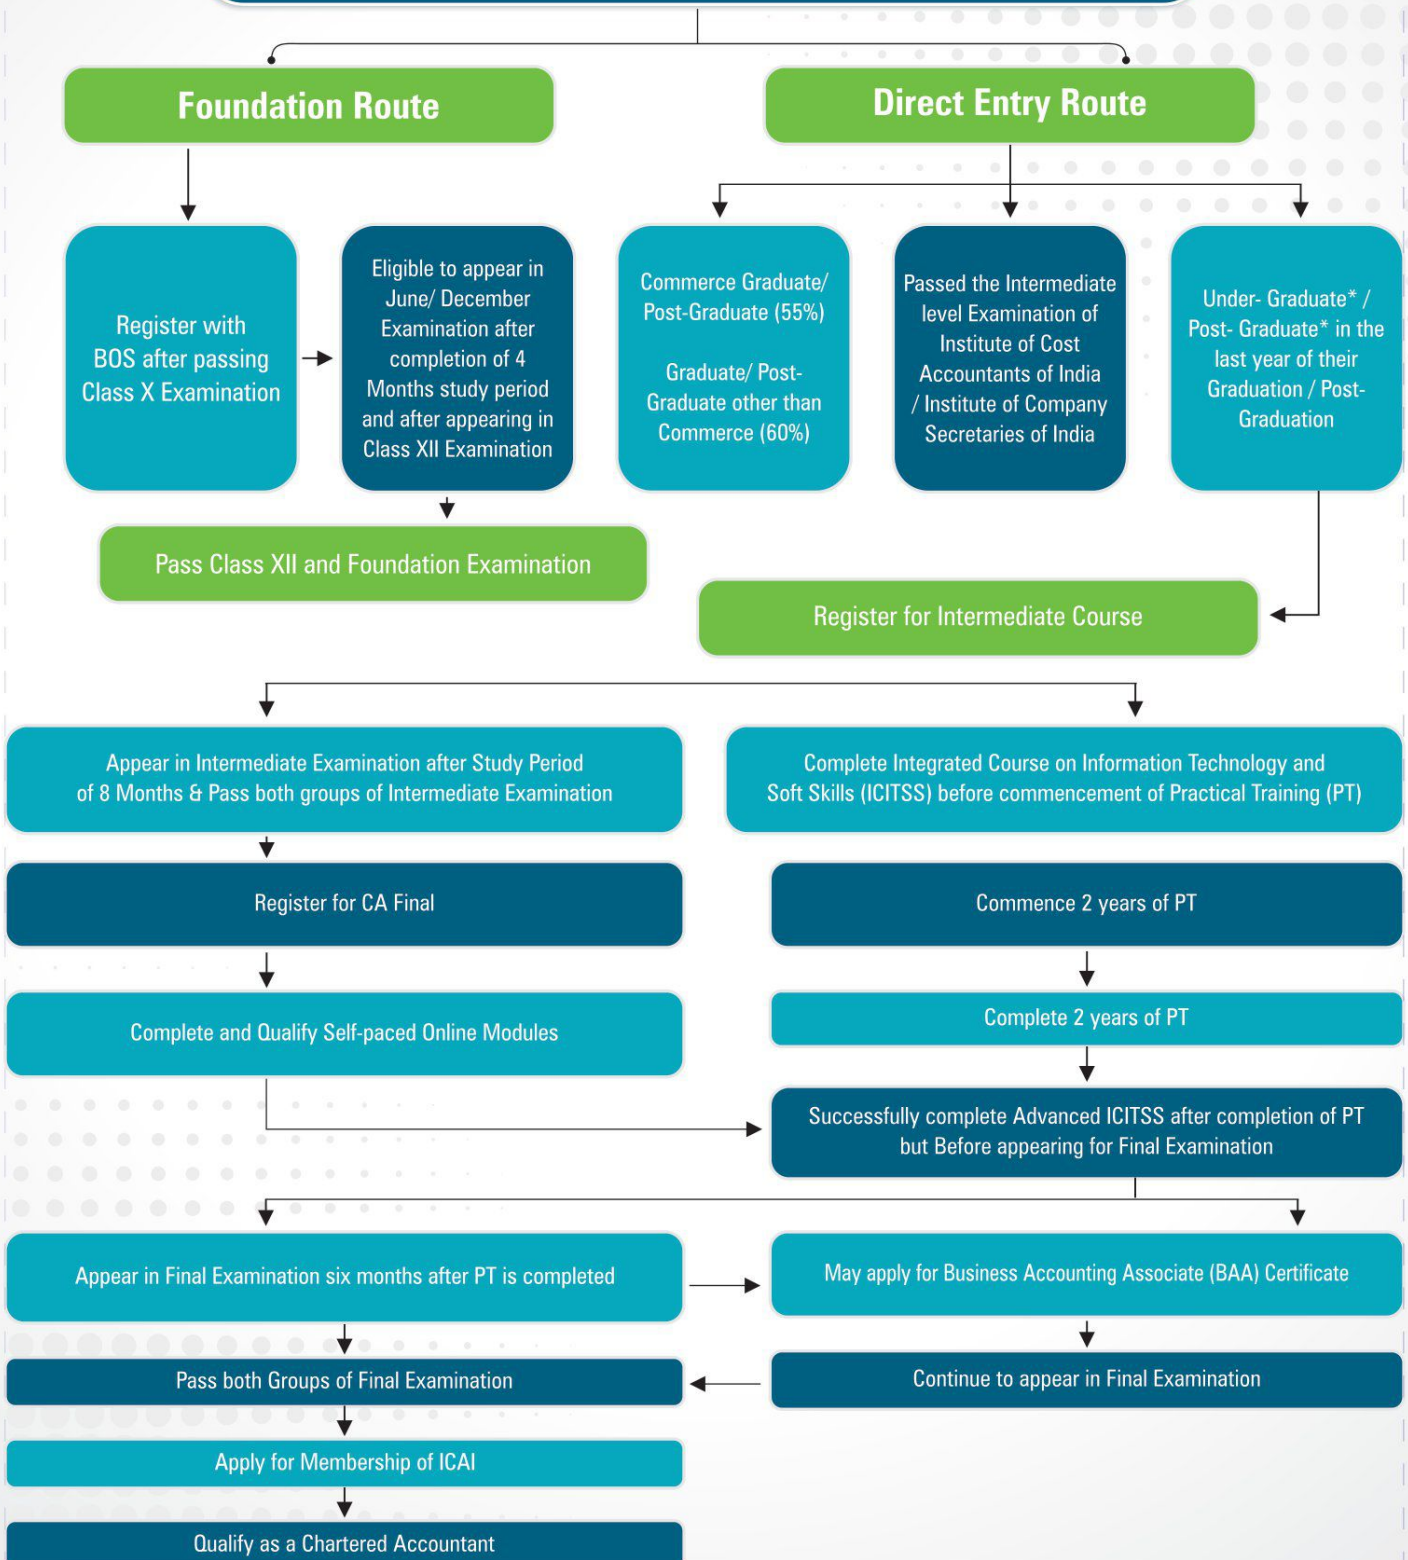 Foundation Route
Direct Entry Route
Register with
BOS after passing
Class X Examination
Eligible to appear in
June/ December
Examination after
completion of 4
Months study period
and after appearing in
Class XII Examination
Commerce Graduate/
Post-Graduate (55%)
Graduate/ Post-
Graduate other than
Commerce (60%)
Passed the Intermediate
level Examination of
Institute of Cost
Accountants of India
/ Institute of Company
Secretaries of India
Under- Graduate* /
Post- Graduate* in the
last year of their
Graduation / Post-
Graduation
Pass Class XII and Foundation Examination
Register for Intermediate Course
Appear in Intermediate Examination after Study Period
of 8 Months & Pass both groups of Intermediate Examination
Complete Integrated Course on Information Technology and
Soft Skills (ICITSS) before commencement of Practical Training (PT)
Register for CA Final
Commence 2 years of PT
Complete and Qualify Self-paced Online Modules
Complete 2 years of PT
Successfully complete Advanced ICITSS after completion of PT
but Before appearing for Final Examination
Appear in Final Examination six months after PT is completed
May apply for Business Accounting Associate (BAA) Certificate
Pass both Groups of Final Examination
Continue to appear in Final Examination
Apply for Membership of ICAI
Qualify as a Chartered Accountant